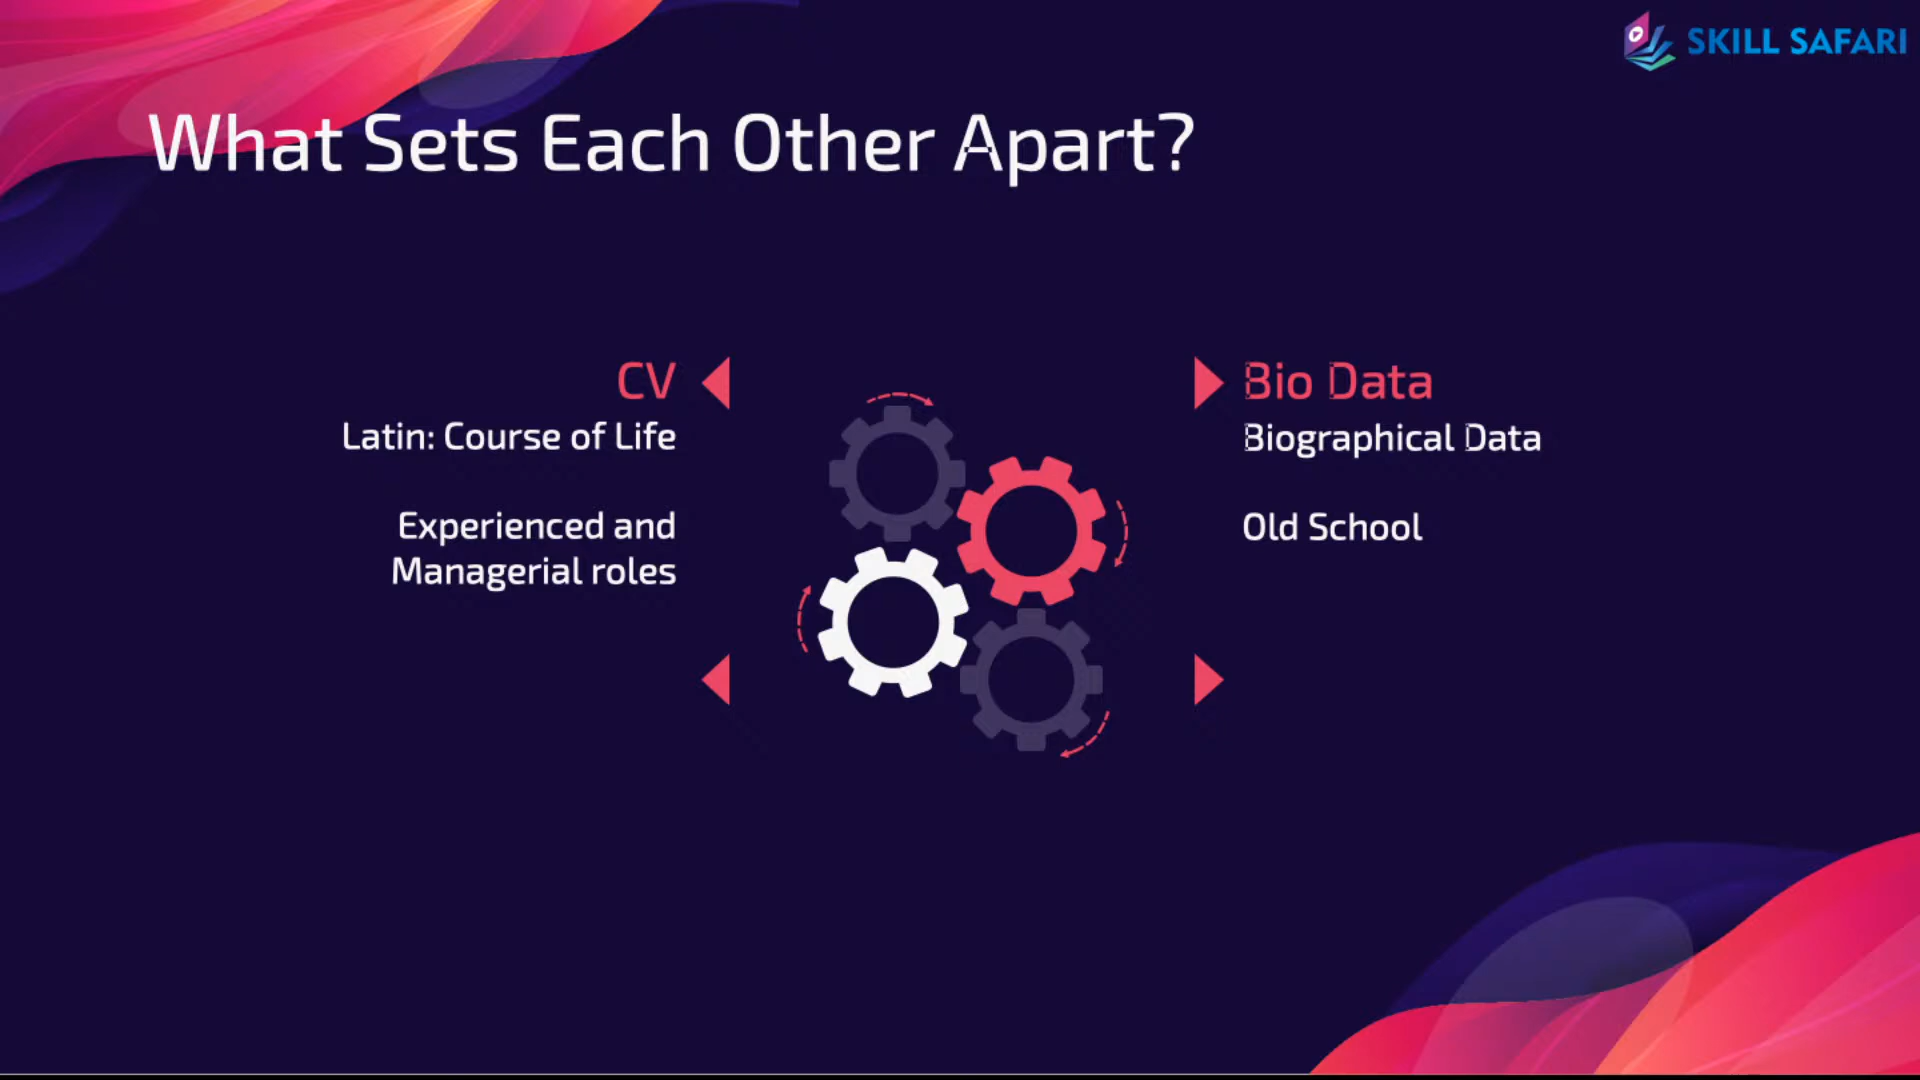 SKILL SAFARI
What Sets Each Other Apart?
CV
Latin: Course of Life
Experienced and
Managerial roles
Bio Data
Biographical Data
Old School